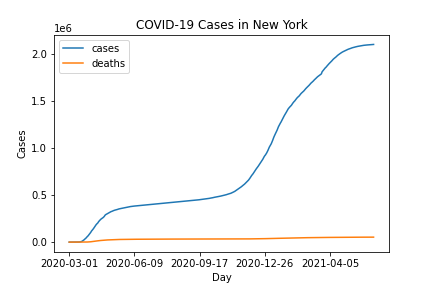 COVID-19 Cases in New York
1e6
cases
deaths
2.0
1.5
1.0
0.5
0.0
Cases
2020-03-01 2020-06-09 2020-09-17 2020-12-26 2021-04-05
Day